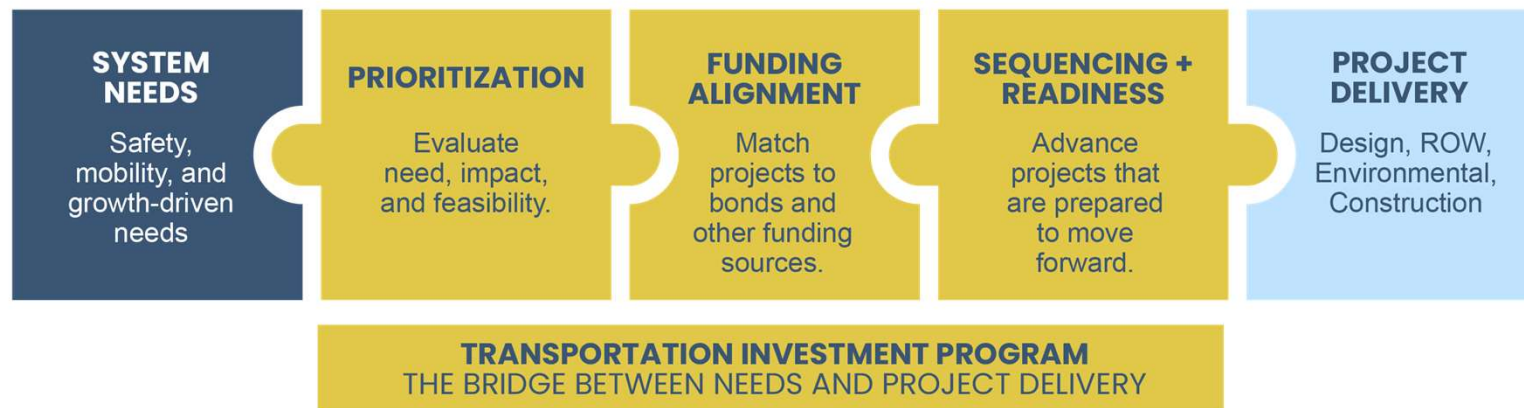 SYSTEM
NEEDS
Safety,
mobility, and
growth-driven
needs
PRIORITIZATION
Evaluate
need, impact,
and feasibility.
FUNDING
ALIGNMENT
Match
projects to
bonds and
other funding
sources.
SEQUENCING +
READINESS
Advance
projects that
are prepared
to move
forward.
PROJECT
DELIVERY
Design, ROW,
Environmental,
Construction
TRANSPORTATION INVESTMENT PROGRAM
THE BRIDGE BETWEEN NEEDS AND PROJECT DELIVERY